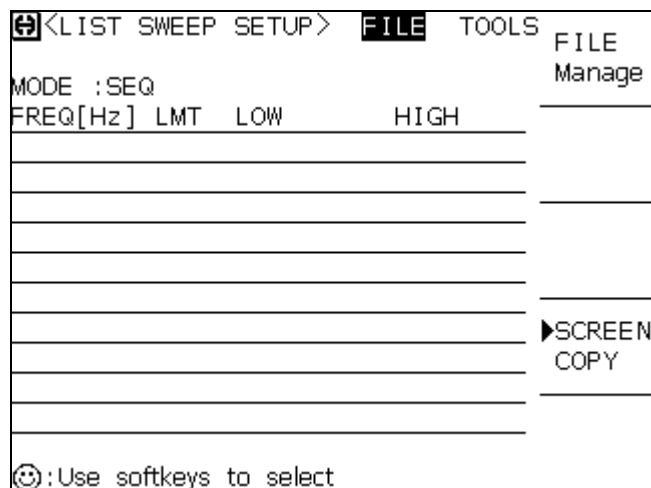 <LIST SWEEP SETUP> FILE TOOLS
FILE
Manage
MODE :SEQ
FREQ[Hz] LMT LOW HIGH
SCREEN
COPY
:Use softkeys to select